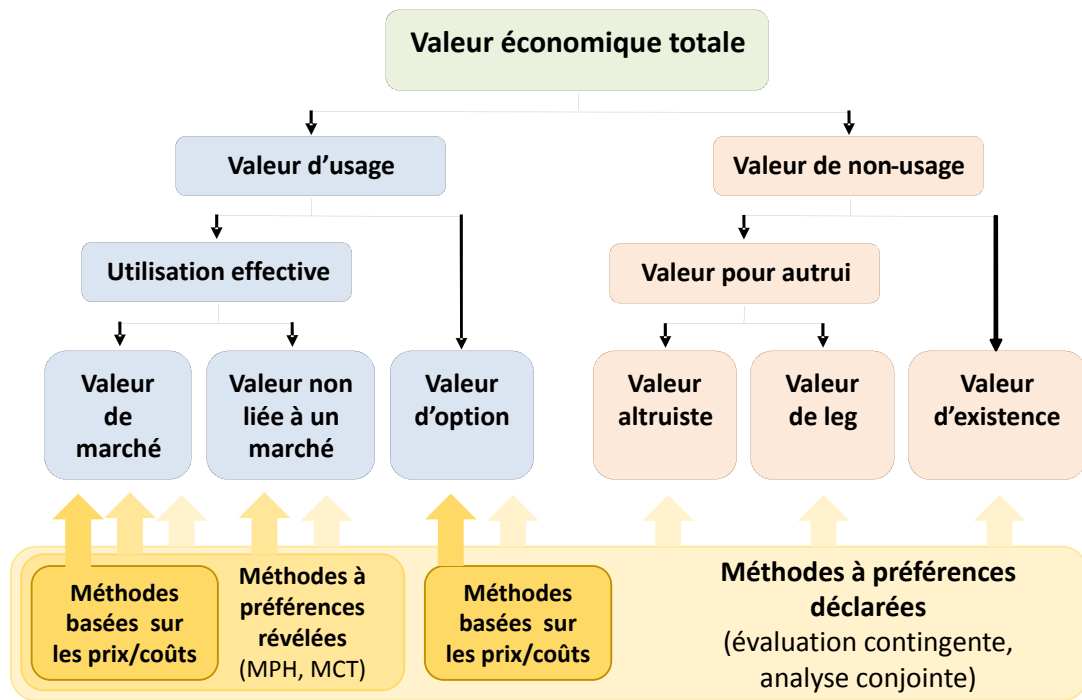 Valeur économique totale
Valeur d’usage
Valeur de non-usage
Utilisation effective
Valeur pour autrui
Valeur
de
marché
Valeur non
liée à un
marché
Valeur
d’option
Valeur
altruiste
Valeur
de leg
Valeur
d’existence
Méthodes
basées sur
les prix/coûts
Méthodes à
préférences
révélées
(MPH, MCT)
Méthodes
basées sur
les prix/coûts
Méthodes à préférences
déclarées
(évaluation contingente,
analyse conjointe)